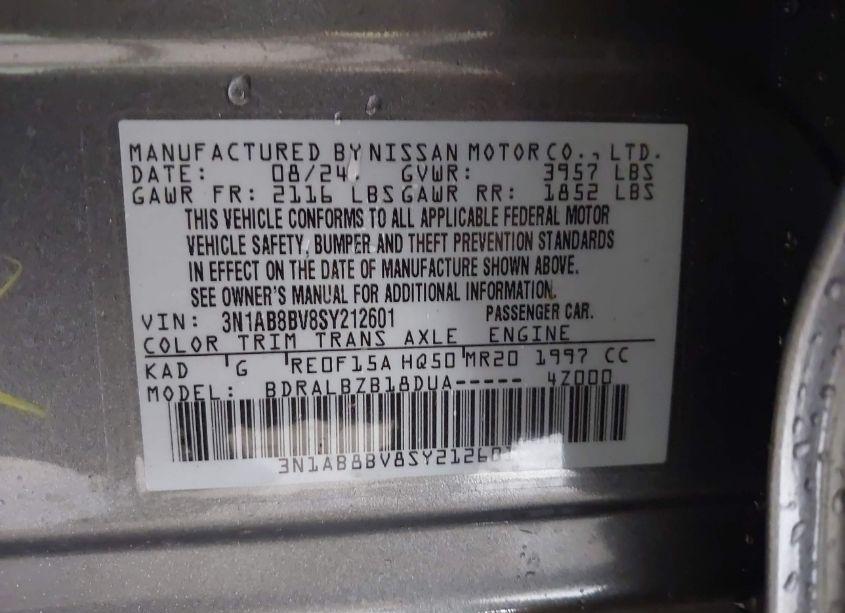 MANUFACTURED BY NISSAN MOTOR CO., LTD.
DATE: 08/24 GVWR: 3957 LBS
GAWR FR: 2116 LBS GAWR RR: 1852 LBS
THIS VEHICLE CONFORMS TO ALL APPLICABLE FEDERAL MOTOR
VEHICLE SAFETY, BUMPER AND THEFT PREVENTION STANDARDS
IN EFFECT ON THE DATE OF MANUFACTURE SHOWN ABOVE.
SEE OWNER'S MANUAL FOR ADDITIONAL INFORMATION.
VIN: 3N1AB8BV8SY212601 PASSENGER CAR.
COLOR TRIM TRANS AXLE ENGINE
KAD G RE0F15A HQ50 MR20 1997 CC
MODEL: BDRALBZB18DUA----- 4Z000
3N1AB8BV8SY212601